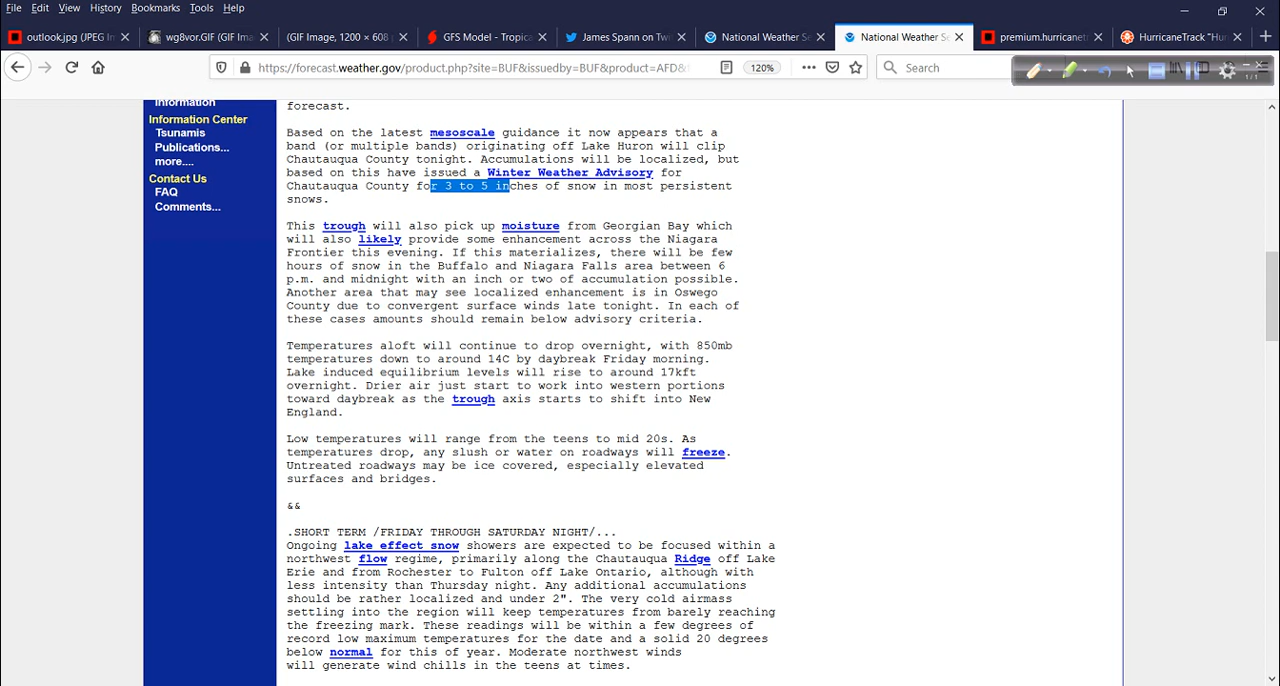 File Edit View History Bookmarks Tools Help
outlook.jpg (JPEG Im wg8vor.GIF (GIF Ima (GIF Image, 1200 × 608 GFS Model - Tropica James Spann on Twi National Weather Se National Weather Se premium.hurricanet HurricaneTrack "Hur
https://forecast.weather.gov/product.php?site=BUF&issuedby=BUF&product=AFD& 120% Search
1/1
Information
Information Center
Tsunamis
Publications...
more....
Contact Us
FAQ
Comments...
forecast.
Based on the latest mesoscale guidance it now appears that a
band (or multiple bands) originating off Lake Huron will clip
Chautauqua County tonight. Accumulations will be localized, but
based on this have issued a Winter Weather Advisory for
Chautauqua County for 3 to 5 inches of snow in most persistent
snows.
This trough will also pick up moisture from Georgian Bay which
will also likely provide some enhancement across the Niagara
Frontier this evening. If this materializes, there will be few
hours of snow in the Buffalo and Niagara Falls area between 6
p.m. and midnight with an inch or two of accumulation possible.
Another area that may see localized enhancement is in Oswego
County due to convergent surface winds late tonight. In each of
these cases amounts should remain below advisory criteria.
Temperatures aloft will continue to drop overnight, with 850mb
temperatures down to around 14C by daybreak Friday morning.
Lake induced equilibrium levels will rise to around 17kft
overnight. Drier air just start to work into western portions
toward daybreak as the trough axis starts to shift into New
England.
Low temperatures will range from the teens to mid 20s. As
temperatures drop, any slush or water on roadways will freeze.
Untreated roadways may be ice covered, especially elevated
surfaces and bridges.
&&
.SHORT TERM /FRIDAY THROUGH SATURDAY NIGHT/...
Ongoing lake effect snow showers are expected to be focused within a
northwest flow regime, primarily along the Chautauqua Ridge off Lake
Erie and from Rochester to Fulton off Lake Ontario, although with
less intensity than Thursday night. Any additional accumulations
should be rather localized and under 2". The very cold airmass
settling into the region will keep temperatures from barely reaching
the freezing mark. These readings will be within a few degrees of
record low maximum temperatures for the date and a solid 20 degrees
below normal for this of year. Moderate northwest winds
will generate wind chills in the teens at times.